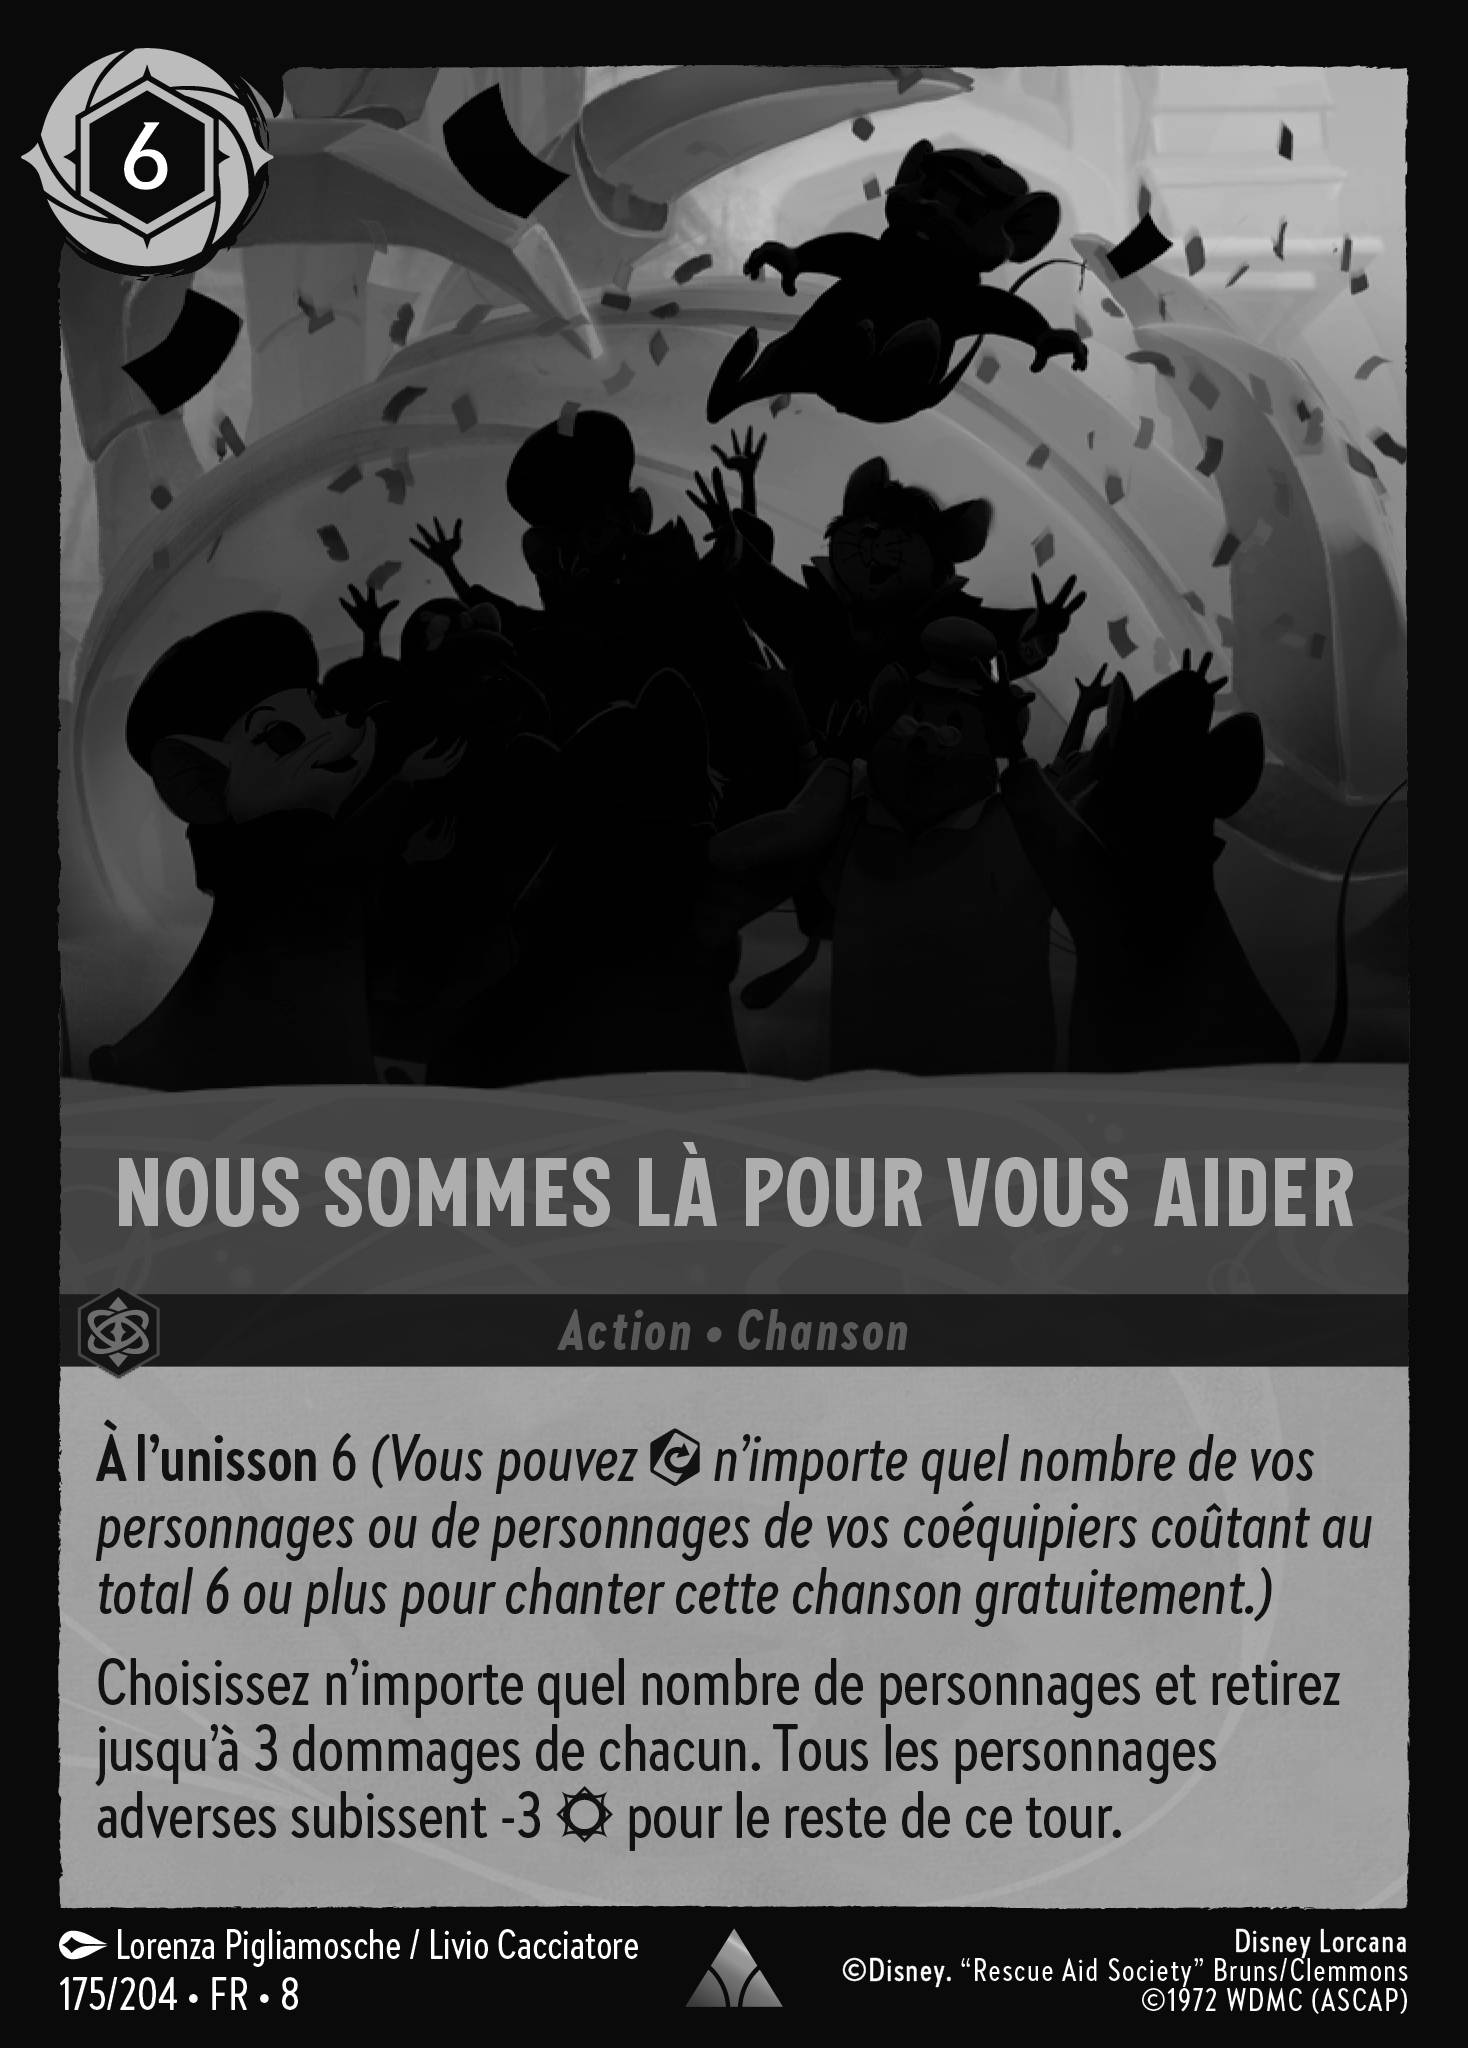 6
NOUS SOMMES LÀ POUR VOUS AIDER
Action • Chanson
À l’unisson 6 (Vous pouvez n’importe quel nombre de vos
personnages ou de personnages de vos coéquipiers coûtant au
total 6 ou plus pour chanter cette chanson gratuitement.)
Choisissez n’importe quel nombre de personnages et retirez
jusqu’à 3 dommages de chacun. Tous les personnages
adverses subissent -3 pour le reste de ce tour.
Lorenza Pigliamosche / Livio Cacciatore
175/204 • FR • 8
Disney Lorcana
©Disney. “Rescue Aid Society” Bruns/Clemmons
©1972 WDMC (ASCAP)